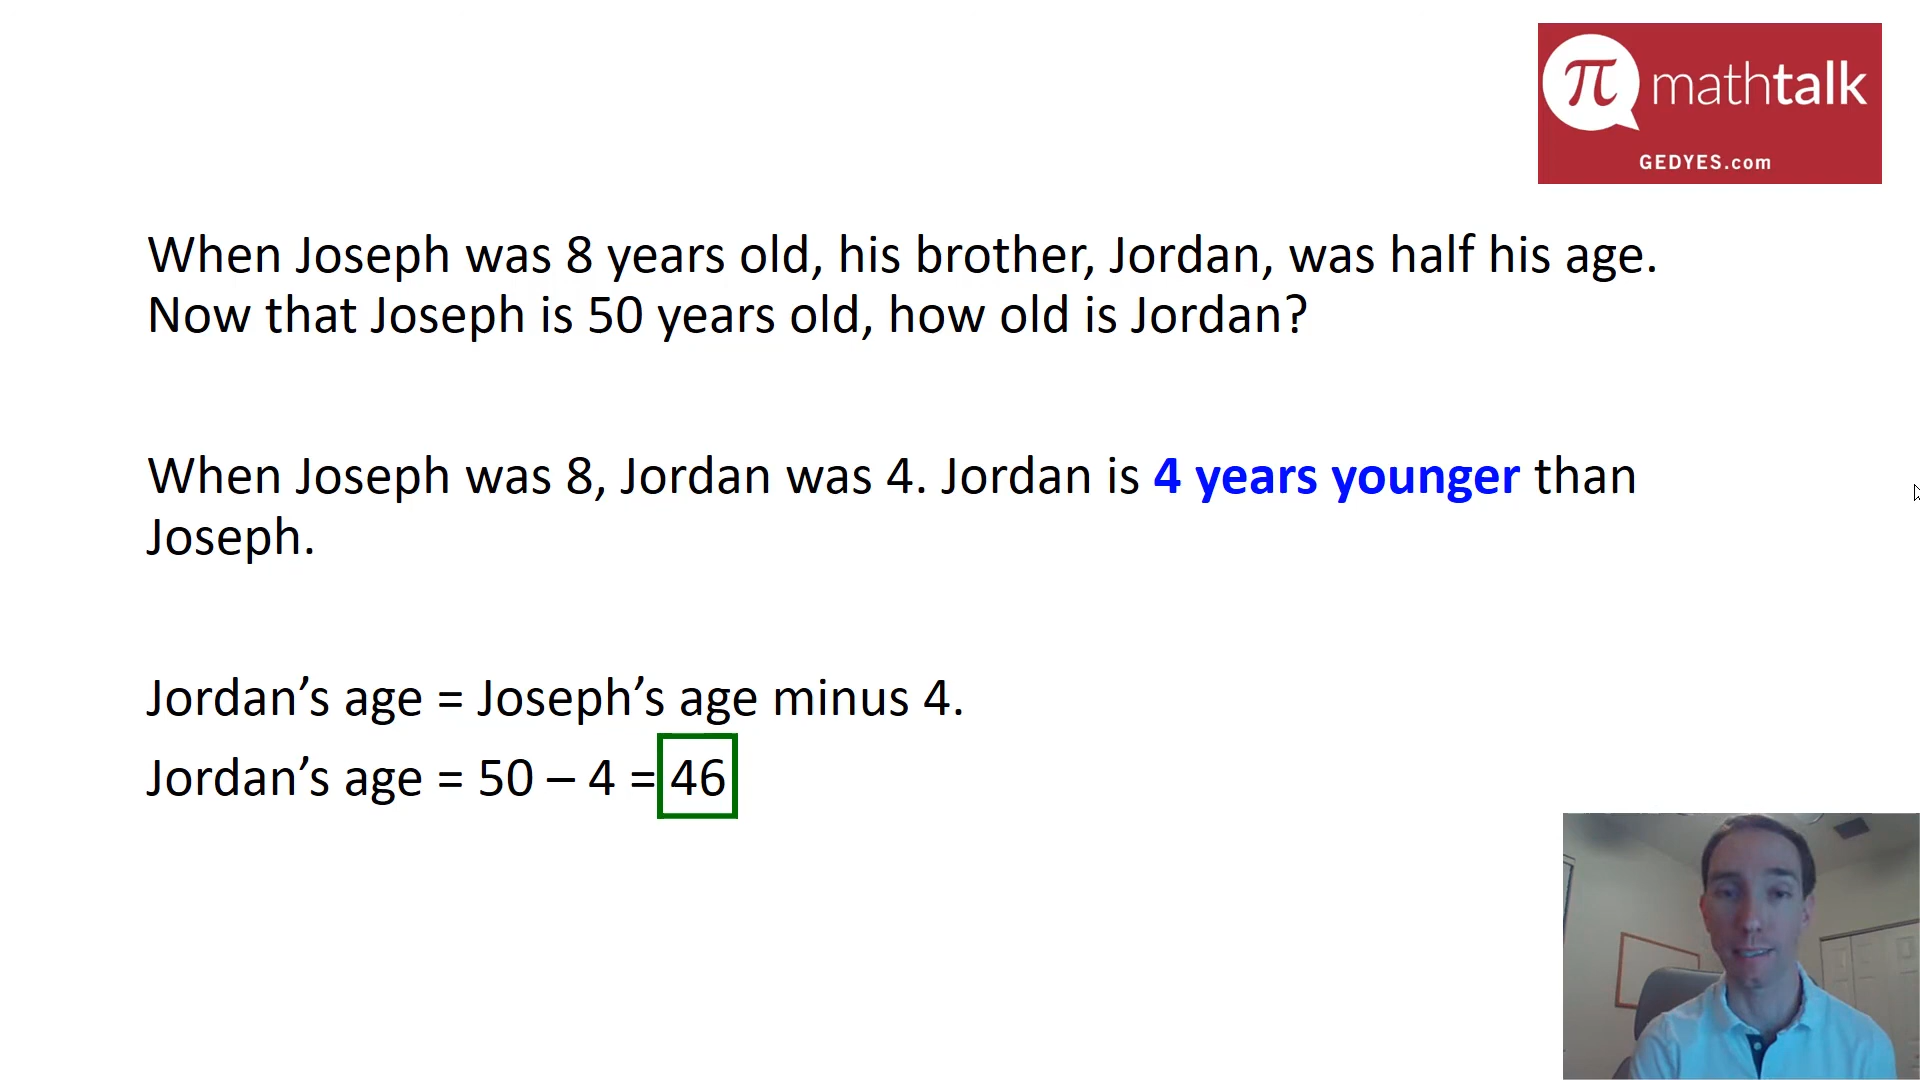 π mathtalk
GEDYES.com
When Joseph was 8 years old, his brother, Jordan, was half his age.
Now that Joseph is 50 years old, how old is Jordan?
When Joseph was 8, Jordan was 4. Jordan is 4 years younger than
Joseph.
Jordan’s age = Joseph’s age minus 4.
Jordan’s age = 50 – 4 = 46